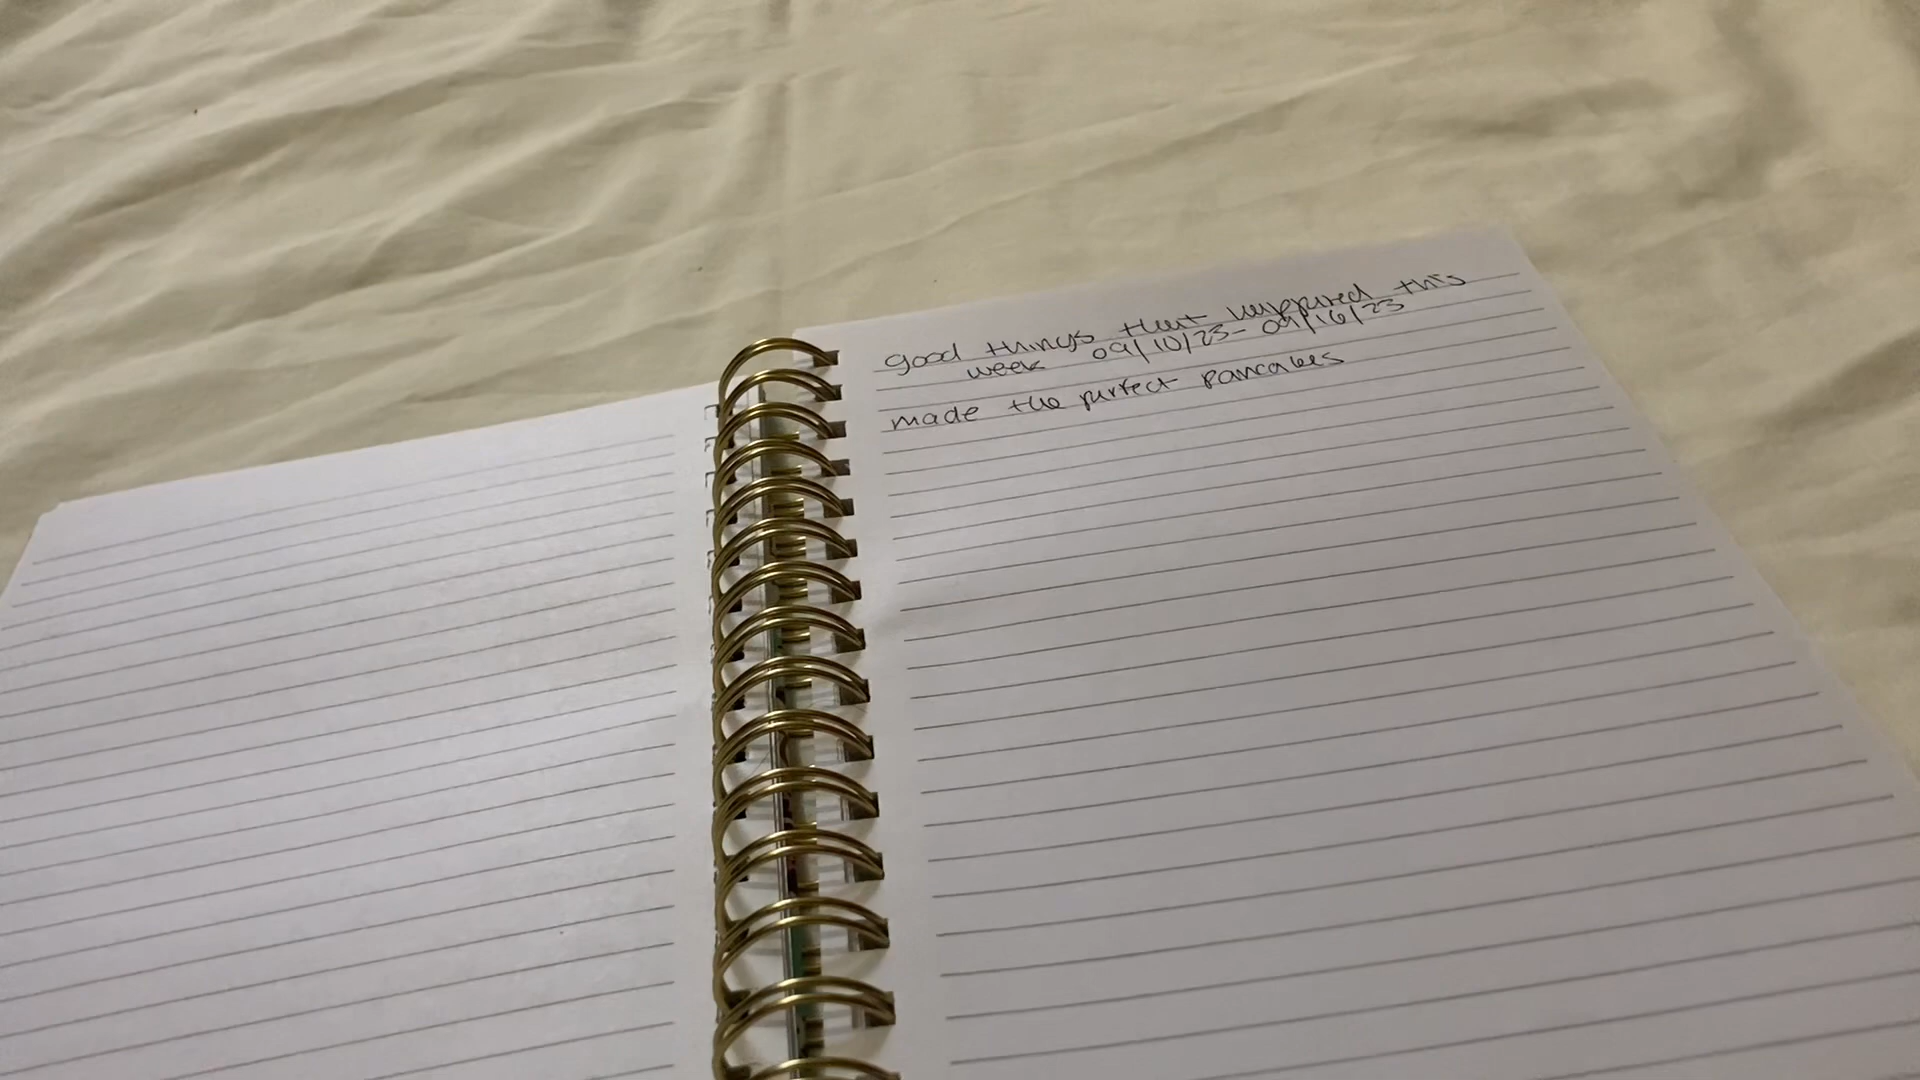 good things that happened this
week 09/10/23 - 09/16/23
made the perfect pancakes